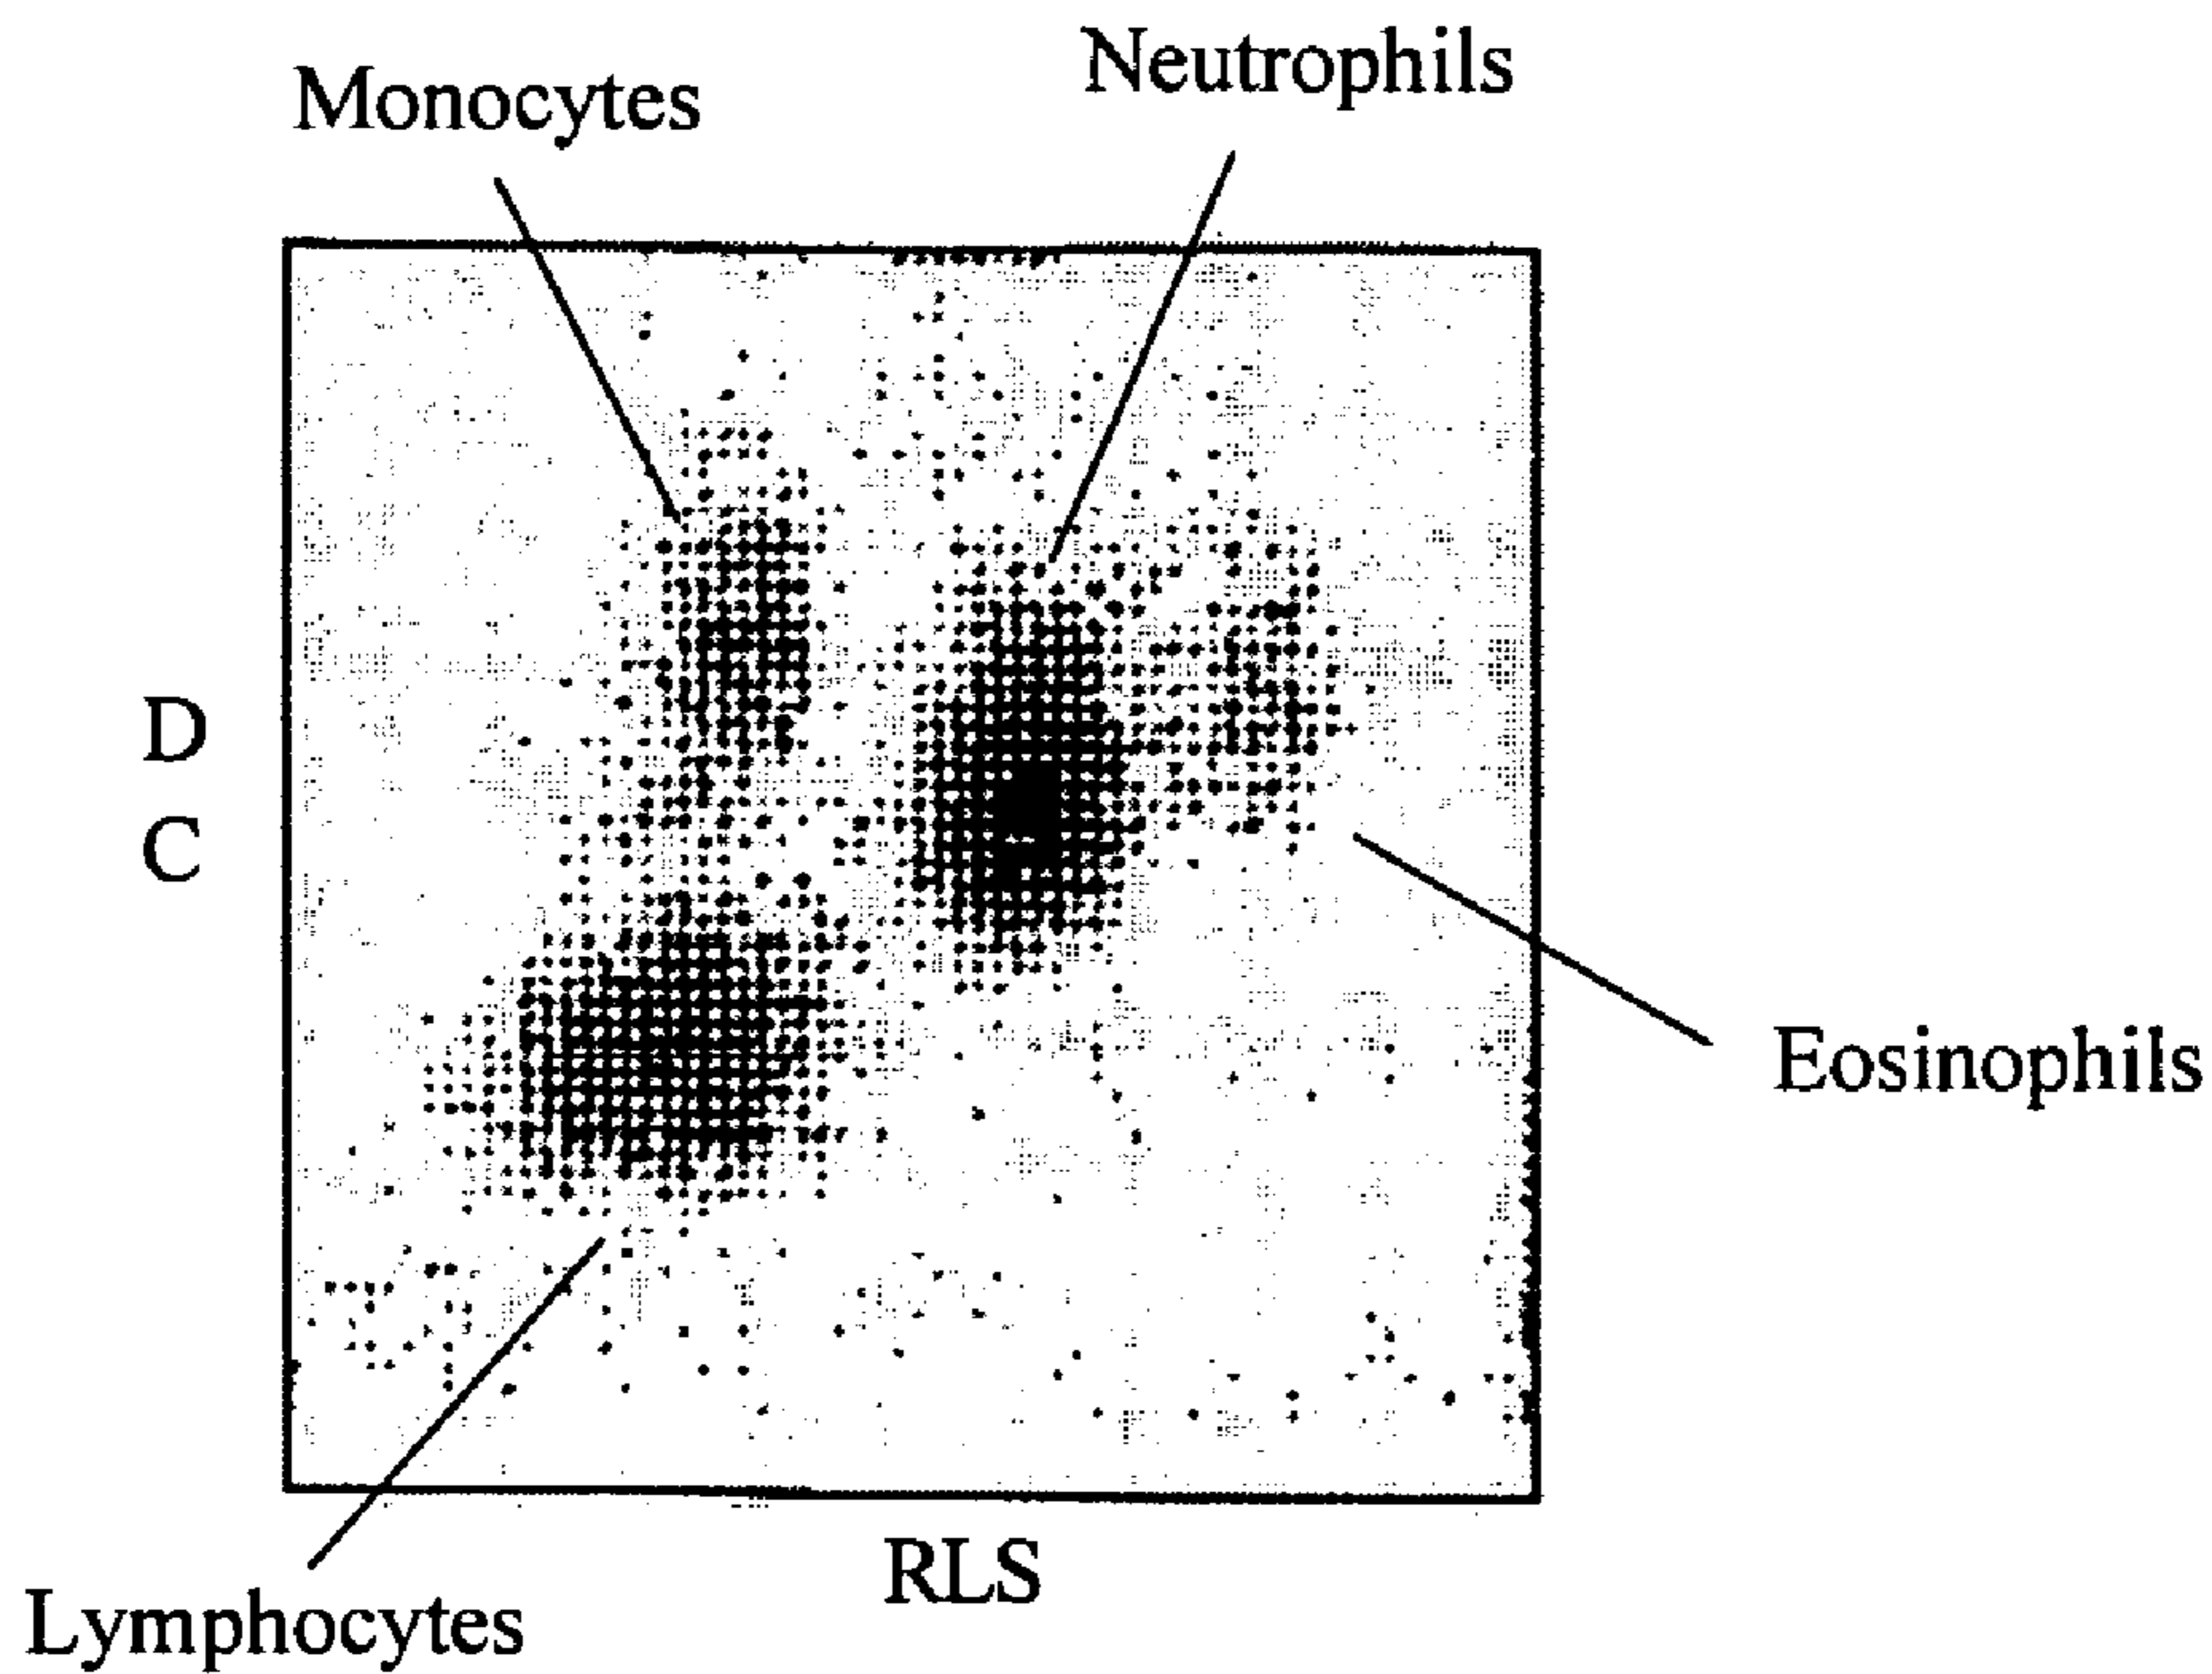 Neutrophils
Monocytes
D
C
Eosinophils
RLS
Lymphocytes